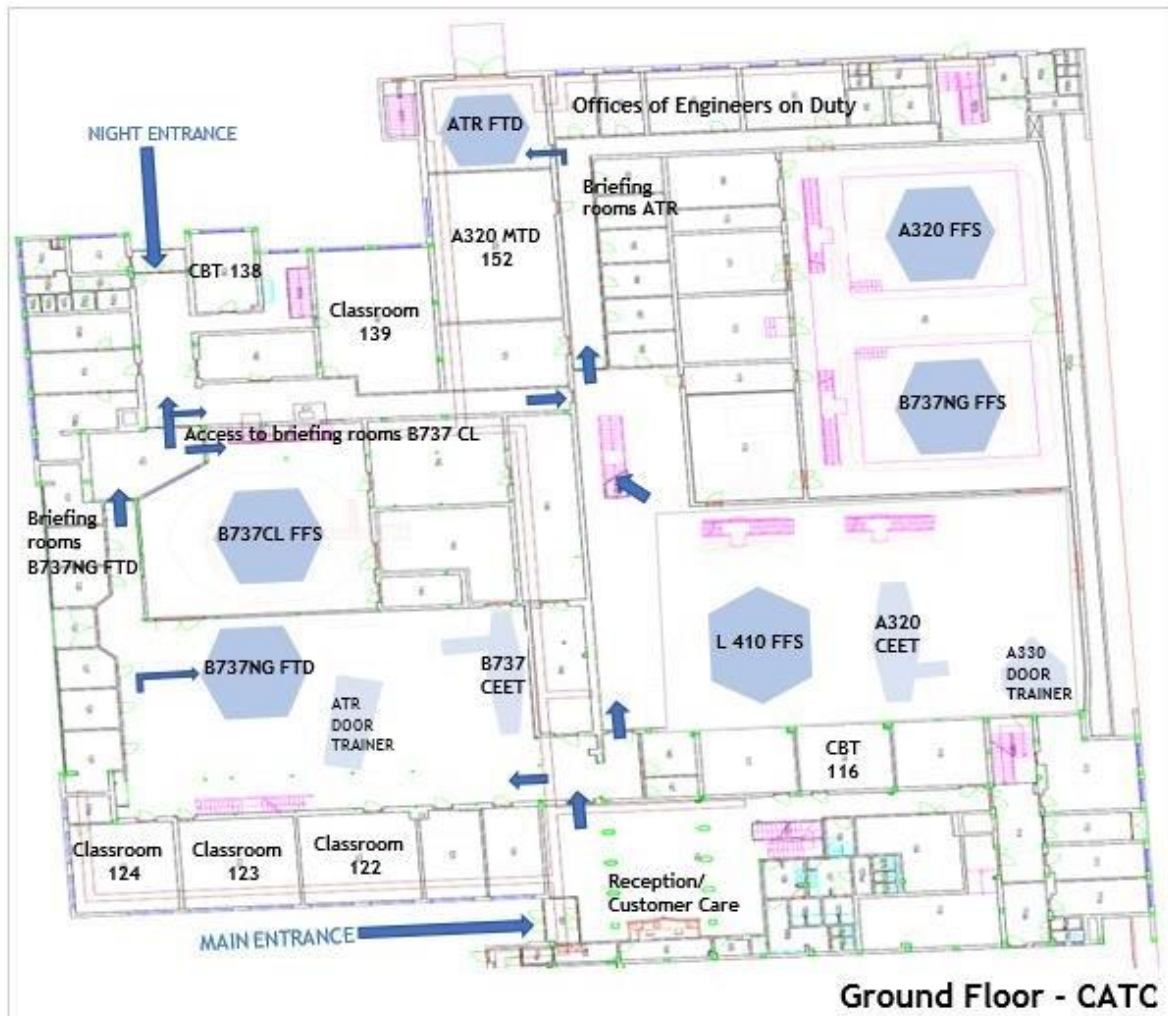 Offices of Engineers on Duty
ATR FTD
NIGHT ENTRANCE
Briefing
rooms ATR
A320 FFS
A320 MTD
152
CBT 138
Classroom
139
B737NG FFS
Access to briefing rooms B737 CL
Briefing
rooms
B737NG FTD
B737CL FFS
L 410 FFS
A320
CEET
A330
DOOR
TRAINER
B737NG FTD
B737
CEET
ATR
DOOR
TRAINER
CBT
116
Classroom
124
Classroom
123
Classroom
122
Reception/
Customer Care
MAIN ENTRANCE
Ground Floor - CATC